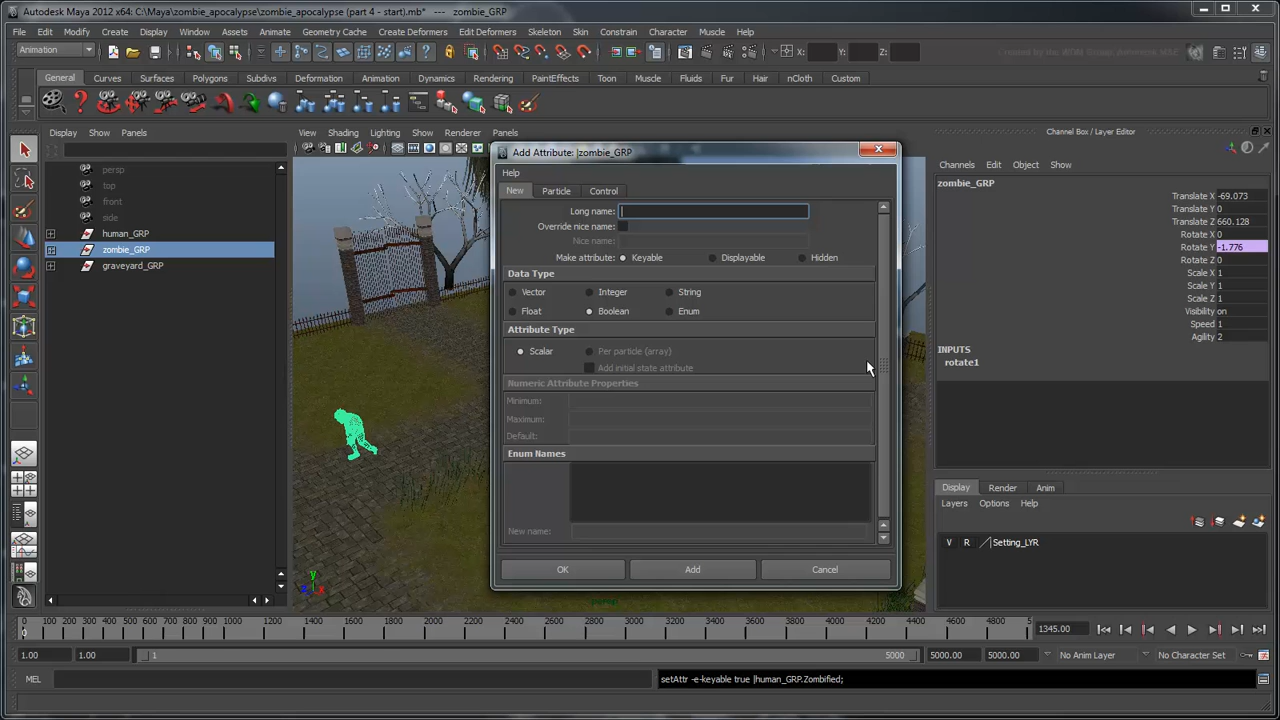 Autodesk Maya 2012 x64: C:\Maya\zombie_apocalypse\zombie_apocalypse (part 4 - start).mb* --- zombie_GRP
File Edit Modify Create Display Window Assets Animate Geometry Cache Create Deformers Edit Deformers Skeleton Skin Constrain Character Muscle Help
Animation X: Y: Z:
General Curves Surfaces Polygons Subdivs Deformation Animation Dynamics Rendering PaintEffects Toon Muscle Fluids Fur Hair nCloth Custom
Display Show Panels
View Shading Lighting Show Renderer Panels
persp
top
front
side
human_GRP
zombie_GRP
graveyard_GRP
Add Attribute: |zombie_GRP
Help
New Particle Control
Long name:
Override nice name:
Nice name:
Make attribute: Keyable Displayable Hidden
Data Type
Vector Integer String
Float Boolean Enum
Attribute Type
Scalar Per particle (array)
Add initial state attribute
Numeric Attribute Properties
Minimum:
Maximum:
Default:
Enum Names
New name:
OK Add Cancel
Channel Box / Layer Editor
Channels Edit Object Show
zombie_GRP
Translate X -69.073
Translate Y 0
Translate Z 660.128
Rotate X 0
Rotate Y -1.776
Rotate Z 0
Scale X 1
Scale Y 1
Scale Z 1
Visibility on
Speed 1
Agility 2
INPUTS
rotate1
Display Render Anim
Layers Options Help
V R Setting_LYR
persp
y
x
0 100 200 300 400 500 600 700 800 900 1000 1200 1400 1600 1800 2000 2200 2400 2600 2800 3000 3200 3400 3600 3800 4000 4200 4400 4600 4800 5
0
1345.00
1.00 1.00 1 5000 5000.00 5000.00 No Anim Layer No Character Set
MEL setAttr -e-keyable true |human_GRP.Zombified;